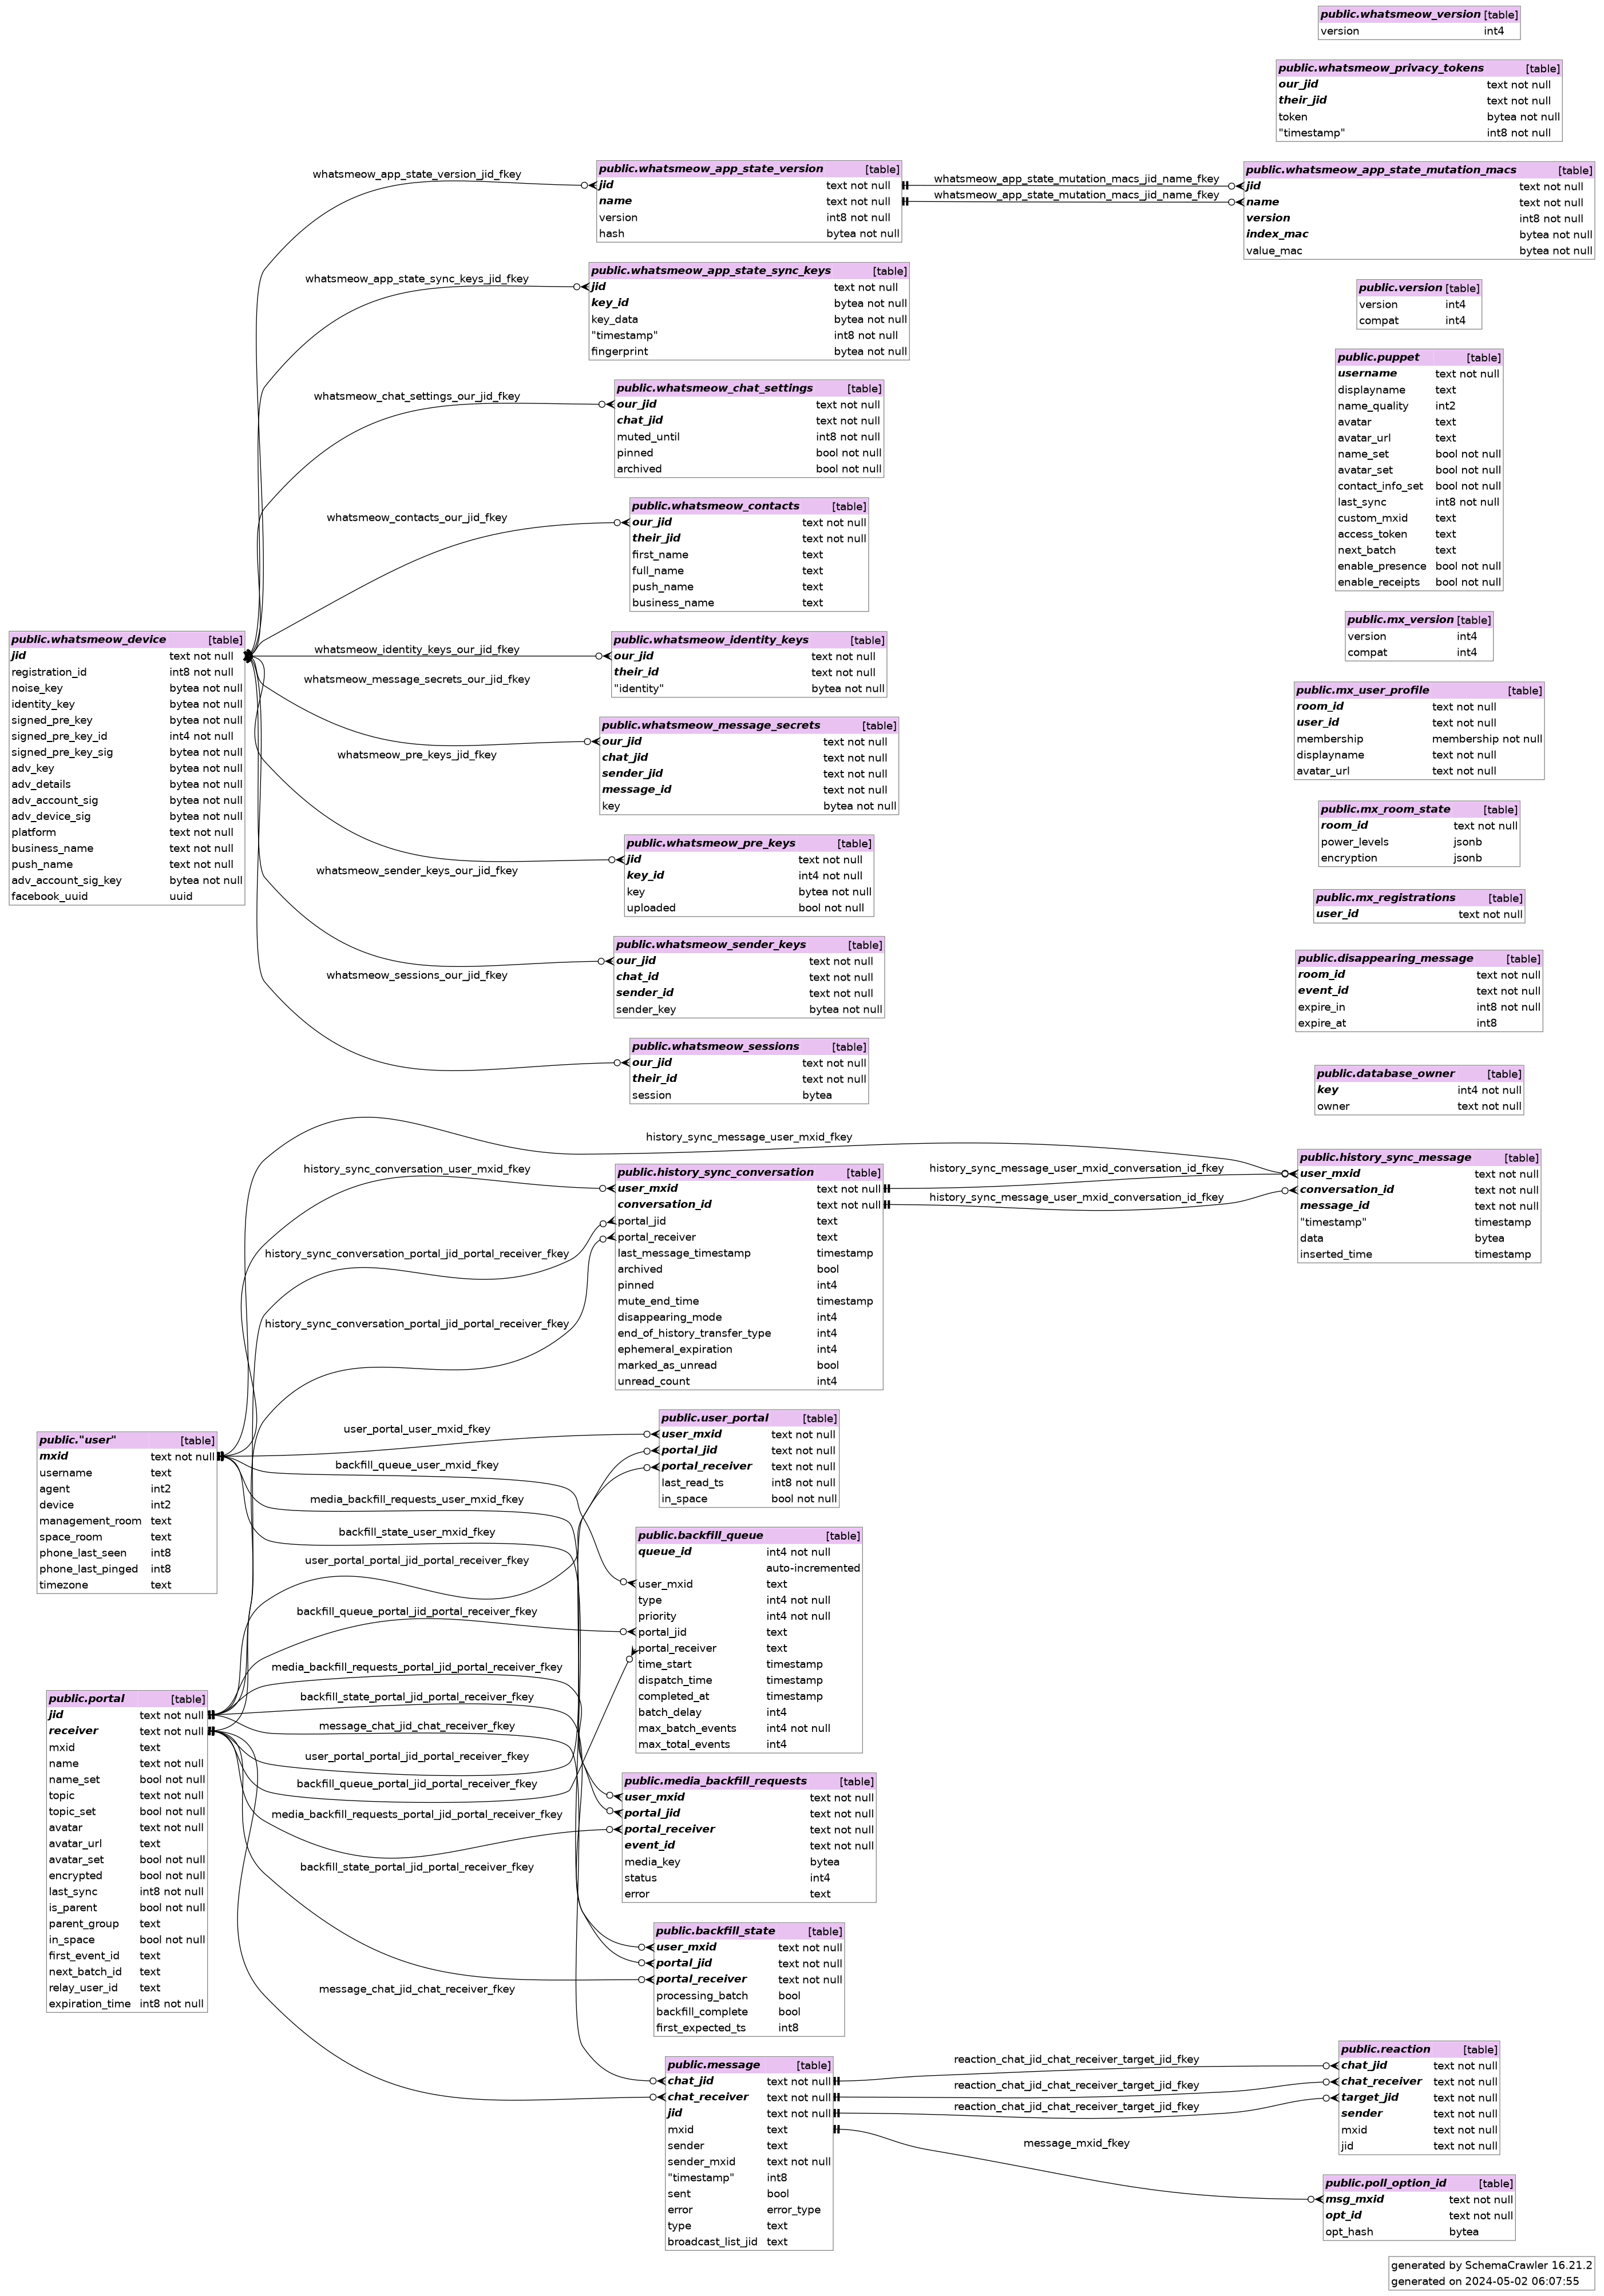 public.whatsmeow_version [table]
version int4
public.whatsmeow_privacy_tokens [table]
our_jid text not null
their_jid text not null
token bytea not null
"timestamp" int8 not null
public.whatsmeow_app_state_version [table]
jid text not null
name text not null
version int8 not null
hash bytea not null
whatsmeow_app_state_version_jid_fkey
whatsmeow_app_state_mutation_macs_jid_name_fkey
whatsmeow_app_state_mutation_macs_jid_name_fkey
public.whatsmeow_app_state_mutation_macs [table]
jid text not null
name text not null
version int8 not null
index_mac bytea not null
value_mac bytea not null
whatsmeow_app_state_sync_keys_jid_fkey
public.whatsmeow_app_state_sync_keys [table]
jid text not null
key_id bytea not null
key_data bytea not null
"timestamp" int8 not null
fingerprint bytea not null
public.version [table]
version int4
compat int4
whatsmeow_chat_settings_our_jid_fkey
public.whatsmeow_chat_settings [table]
our_jid text not null
chat_jid text not null
muted_until int8 not null
pinned bool not null
archived bool not null
public.puppet [table]
username text not null
displayname text
name_quality int2
avatar text
avatar_url text
name_set bool not null
avatar_set bool not null
contact_info_set bool not null
last_sync int8 not null
custom_mxid text
access_token text
next_batch text
enable_presence bool not null
enable_receipts bool not null
whatsmeow_contacts_our_jid_fkey
public.whatsmeow_contacts [table]
our_jid text not null
their_jid text not null
first_name text
full_name text
push_name text
business_name text
public.whatsmeow_device [table]
jid text not null
registration_id int8 not null
noise_key bytea not null
identity_key bytea not null
signed_pre_key bytea not null
signed_pre_key_id int4 not null
signed_pre_key_sig bytea not null
adv_key bytea not null
adv_details bytea not null
adv_account_sig bytea not null
adv_device_sig bytea not null
platform text not null
business_name text not null
push_name text not null
adv_account_sig_key bytea not null
facebook_uuid uuid
whatsmeow_identity_keys_our_jid_fkey
whatsmeow_message_secrets_our_jid_fkey
whatsmeow_pre_keys_jid_fkey
whatsmeow_sender_keys_our_jid_fkey
whatsmeow_sessions_our_jid_fkey
public.whatsmeow_identity_keys [table]
our_jid text not null
their_id text not null
"identity" bytea not null
public.whatsmeow_message_secrets [table]
our_jid text not null
chat_jid text not null
sender_jid text not null
message_id text not null
key bytea not null
public.whatsmeow_pre_keys [table]
jid text not null
key_id int4 not null
key bytea not null
uploaded bool not null
public.whatsmeow_sender_keys [table]
our_jid text not null
chat_id text not null
sender_id text not null
sender_key bytea not null
public.whatsmeow_sessions [table]
our_jid text not null
their_id text not null
session bytea
public.mx_version [table]
version int4
compat int4
public.mx_user_profile [table]
room_id text not null
user_id text not null
membership membership not null
displayname text not null
avatar_url text not null
public.mx_room_state [table]
room_id text not null
power_levels jsonb
encryption jsonb
public.mx_registrations [table]
user_id text not null
public.disappearing_message [table]
room_id text not null
event_id text not null
expire_in int8 not null
expire_at int8
public.database_owner [table]
key int4 not null
owner text not null
history_sync_message_user_mxid_fkey
history_sync_conversation_user_mxid_fkey
history_sync_conversation_portal_jid_portal_receiver_fkey
history_sync_conversation_portal_jid_portal_receiver_fkey
public.history_sync_conversation [table]
user_mxid text not null
conversation_id text not null
portal_jid text
portal_receiver text
last_message_timestamp timestamp
archived bool
pinned int4
mute_end_time timestamp
disappearing_mode int4
end_of_history_transfer_type int4
ephemeral_expiration int4
marked_as_unread bool
unread_count int4
history_sync_message_user_mxid_conversation_id_fkey
history_sync_message_user_mxid_conversation_id_fkey
public.history_sync_message [table]
user_mxid text not null
conversation_id text not null
message_id text not null
"timestamp" timestamp
data bytea
inserted_time timestamp
public."user" [table]
mxid text not null
username text
agent int2
device int2
management_room text
space_room text
phone_last_seen int8
phone_last_pinged int8
timezone text
user_portal_user_mxid_fkey
backfill_queue_user_mxid_fkey
media_backfill_requests_user_mxid_fkey
backfill_state_user_mxid_fkey
user_portal_portal_jid_portal_receiver_fkey
backfill_queue_portal_jid_portal_receiver_fkey
media_backfill_requests_portal_jid_portal_receiver_fkey
backfill_state_portal_jid_portal_receiver_fkey
message_chat_jid_chat_receiver_fkey
user_portal_portal_jid_portal_receiver_fkey
backfill_queue_portal_jid_portal_receiver_fkey
media_backfill_requests_portal_jid_portal_receiver_fkey
backfill_state_portal_jid_portal_receiver_fkey
message_chat_jid_chat_receiver_fkey
public.user_portal [table]
user_mxid text not null
portal_jid text not null
portal_receiver text not null
last_read_ts int8 not null
in_space bool not null
public.backfill_queue [table]
queue_id int4 not null
auto-incremented
user_mxid text
type int4 not null
priority int4 not null
portal_jid text
portal_receiver text
time_start timestamp
dispatch_time timestamp
completed_at timestamp
batch_delay int4
max_batch_events int4 not null
max_total_events int4
public.portal [table]
jid text not null
receiver text not null
mxid text
name text not null
name_set bool not null
topic text not null
topic_set bool not null
avatar text not null
avatar_url text
avatar_set bool not null
encrypted bool not null
last_sync int8 not null
is_parent bool not null
parent_group text
in_space bool not null
first_event_id text
next_batch_id text
relay_user_id text
expiration_time int8 not null
public.media_backfill_requests [table]
user_mxid text not null
portal_jid text not null
portal_receiver text not null
event_id text not null
media_key bytea
status int4
error text
public.backfill_state [table]
user_mxid text not null
portal_jid text not null
portal_receiver text not null
processing_batch bool
backfill_complete bool
first_expected_ts int8
public.message [table]
chat_jid text not null
chat_receiver text not null
jid text not null
mxid text
sender text
sender_mxid text not null
"timestamp" int8
sent bool
error error_type
type text
broadcast_list_jid text
reaction_chat_jid_chat_receiver_target_jid_fkey
reaction_chat_jid_chat_receiver_target_jid_fkey
reaction_chat_jid_chat_receiver_target_jid_fkey
message_mxid_fkey
public.reaction [table]
chat_jid text not null
chat_receiver text not null
target_jid text not null
sender text not null
mxid text not null
jid text not null
public.poll_option_id [table]
msg_mxid text not null
opt_id text not null
opt_hash bytea
generated by SchemaCrawler 16.21.2
generated on 2024-05-02 06:07:55